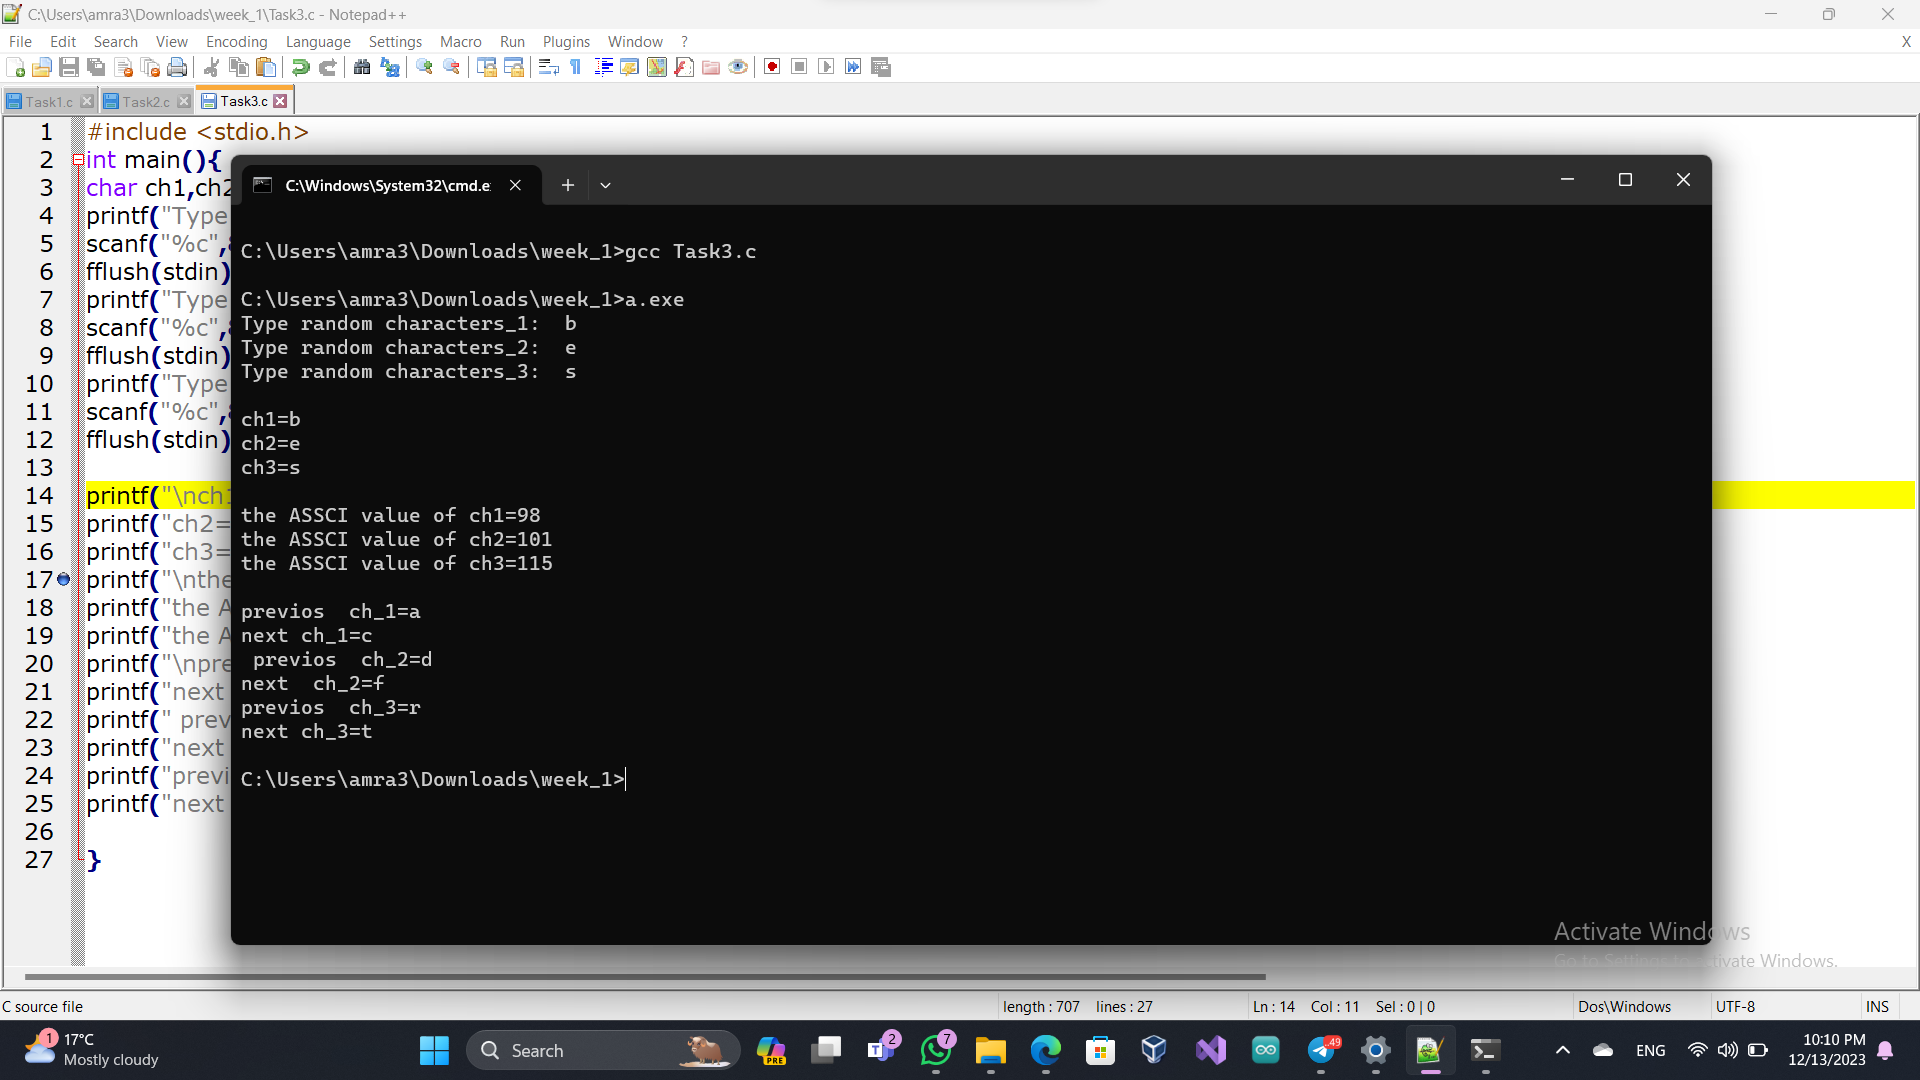 C:\Users\amra3\Downloads\week_1\Task3.c - Notepad++
File Edit Search View Encoding Language Settings Macro Run Plugins Window ? X
Task1.c Task2.c Task3.c
1 #include <stdio.h>
2 int main(){
3 char ch1,ch2
4 printf("Type
5 scanf("%c",&
6 fflush(stdin)
7 printf("Type
8 scanf("%c",&
9 fflush(stdin)
10 printf("Type
11 scanf("%c",&
12 fflush(stdin)
13
14 printf("\nch1
15 printf("ch2=
16 printf("ch3=
17 printf("\nthe
18 printf("the A
19 printf("the A
20 printf("\npre
21 printf("next
22 printf(" prev
23 printf("next
24 printf("previ
25 printf("next
26
27 }
C:\Windows\System32\cmd.e
C:\Users\amra3\Downloads\week_1>gcc Task3.c
C:\Users\amra3\Downloads\week_1>a.exe
Type random characters_1:  b
Type random characters_2:  e
Type random characters_3:  s
ch1=b
ch2=e
ch3=s
the ASSCI value of ch1=98
the ASSCI value of ch2=101
the ASSCI value of ch3=115
previos  ch_1=a
next ch_1=c
 previos  ch_2=d
next  ch_2=f
previos  ch_3=r
next ch_3=t
C:\Users\amra3\Downloads\week_1>
Activate Windows
Go to Settings to activate Windows.
C source file length : 707 lines : 27 Ln : 14 Col : 11 Sel : 0 | 0 Dos\Windows UTF-8 INS
1 17°C
Mostly cloudy
Search
PRE
2
7
49
ENG
10:10 PM
12/13/2023